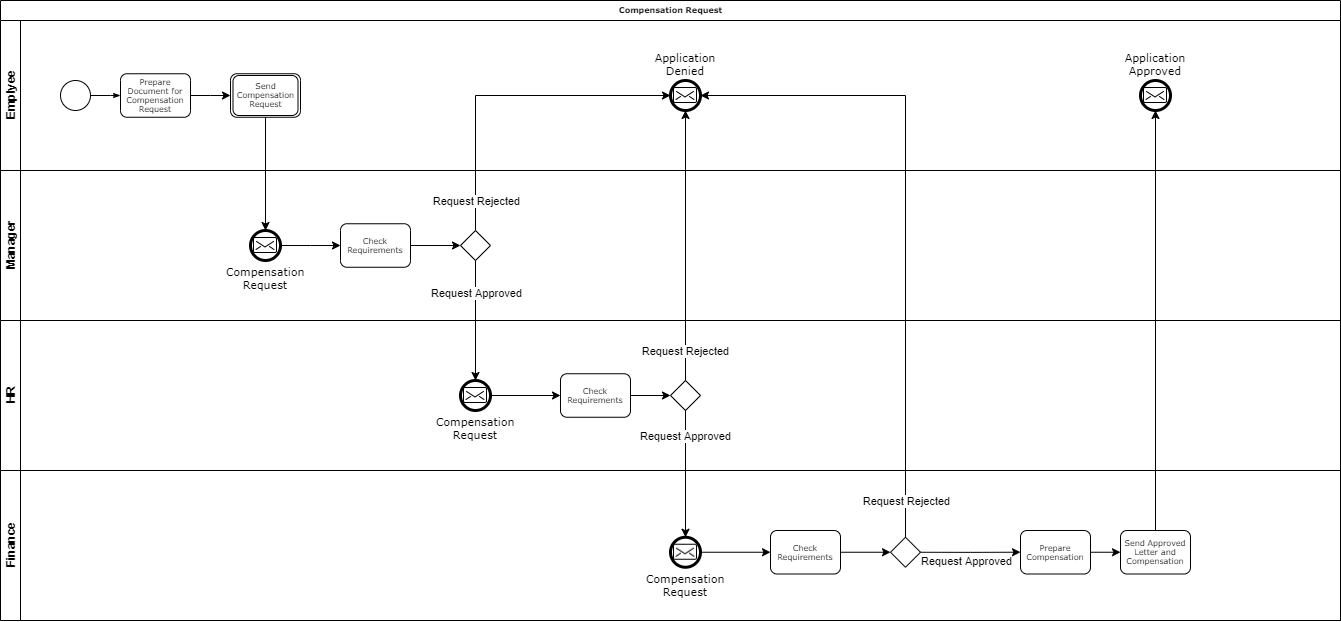 Compensation Request
Emplyee
Prepare
Document for
Compensation
Request
Send
Compensation
Request
Application
Denied
Application
Approved
Manager
Compensation
Request
Check
Requirements
Request Rejected
Request Approved
HR
Compensation
Request
Check
Requirements
Request Rejected
Request Approved
Finance
Compensation
Request
Check
Requirements
Request Rejected
Request Approved
Prepare
Compensation
Send Approved
Letter and
Compensation